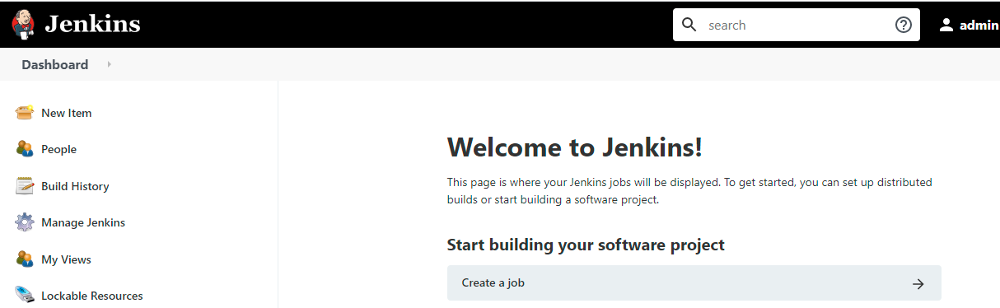 Jenkins
search
admin
Dashboard
New Item
People
Build History
Manage Jenkins
My Views
Lockable Resources
Welcome to Jenkins!
This page is where your Jenkins jobs will be displayed. To get started, you can set up distributed
builds or start building a software project.
Start building your software project
Create a job